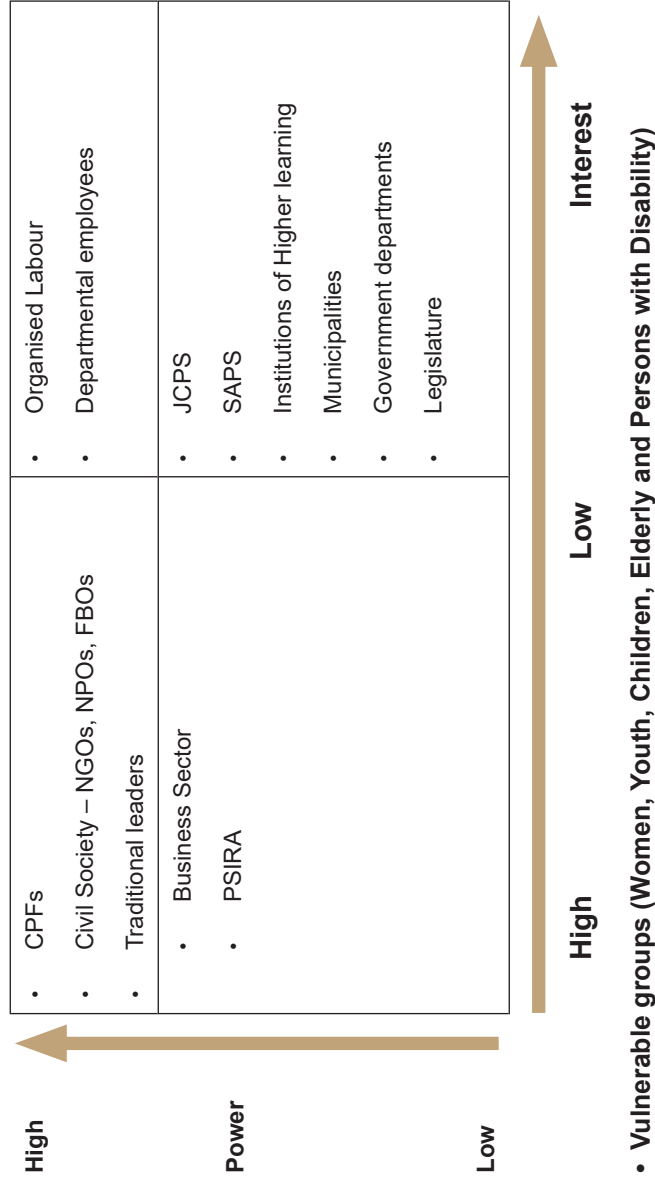 High
Power
Low
• CPFs
• Civil Society – NGOs, NPOs, FBOs
• Traditional leaders
• Organised Labour
• Departmental employees
• Business Sector
• PSIRA
• JCPS
• SAPS
• Institutions of Higher learning
• Municipalities
• Government departments
• Legislature
High
Low
Interest
• Vulnerable groups (Women, Youth, Children, Elderly and Persons with Disability)